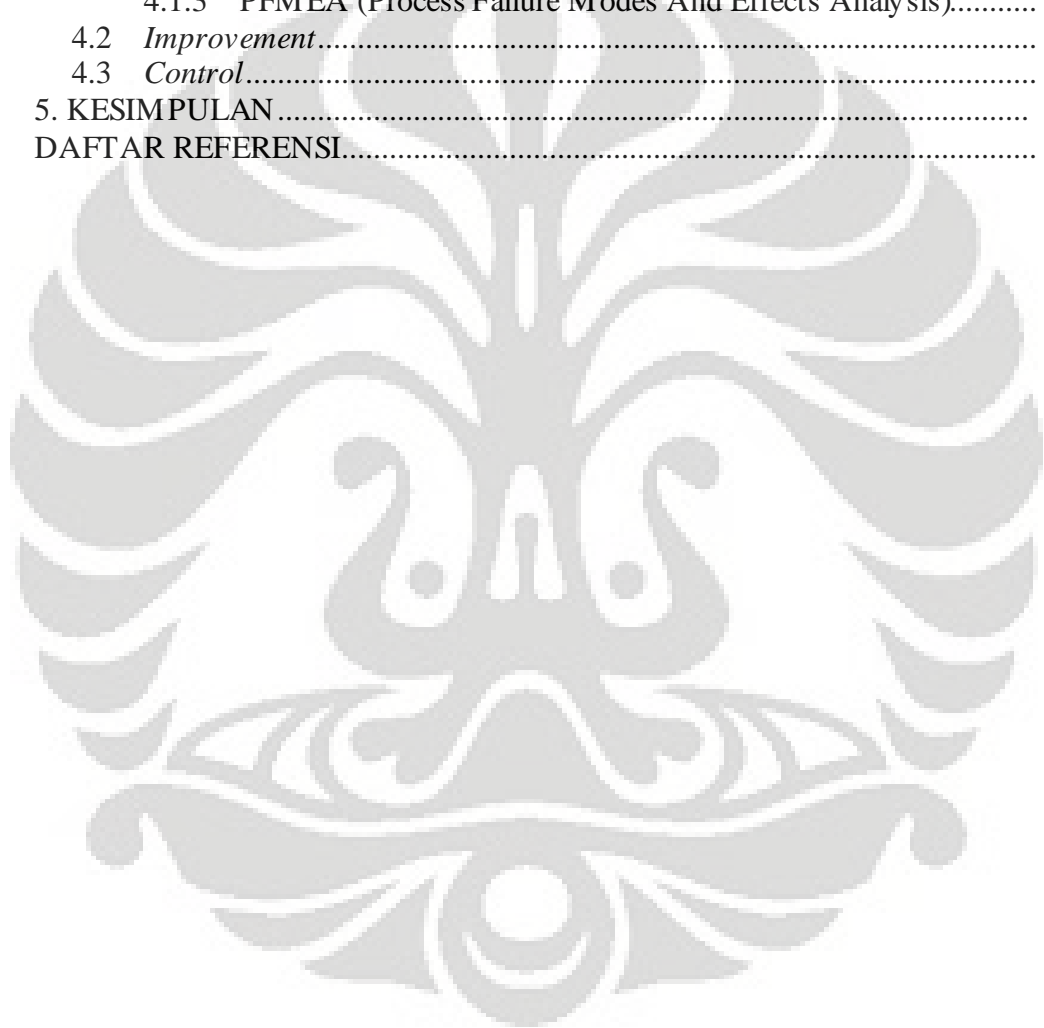 4.1.3 PFMEA (Process Failure Modes And Effects Analysis)..........
4.2 Improvement..........................................................................................
4.3 Control....................................................................................................
5. KESIMPULAN..............................................................................................
DAFTAR REFERENSI.......................................................................................